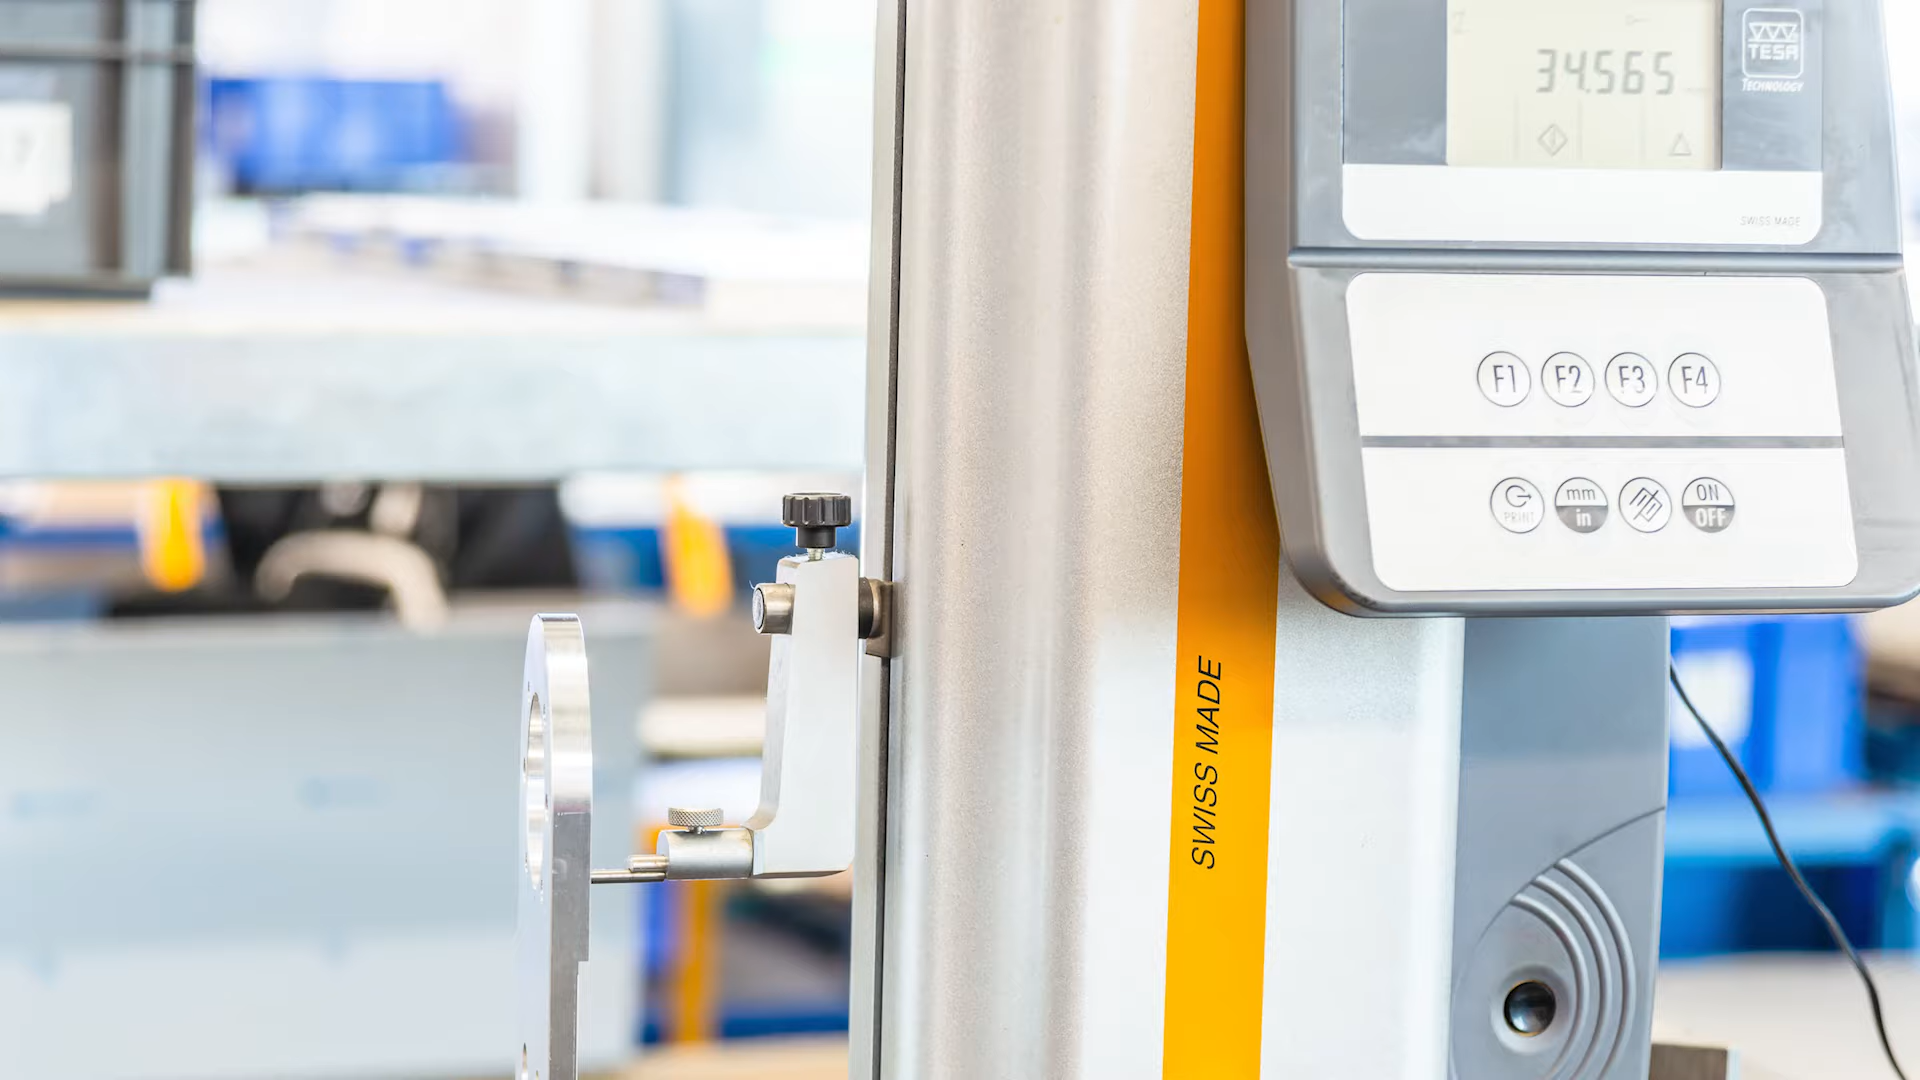 34.565
TESA
TECHNOLOGY
SWISS MADE
F1 F2 F3 F4
PRINT
mm
in
ON
OFF
SWISS MADE